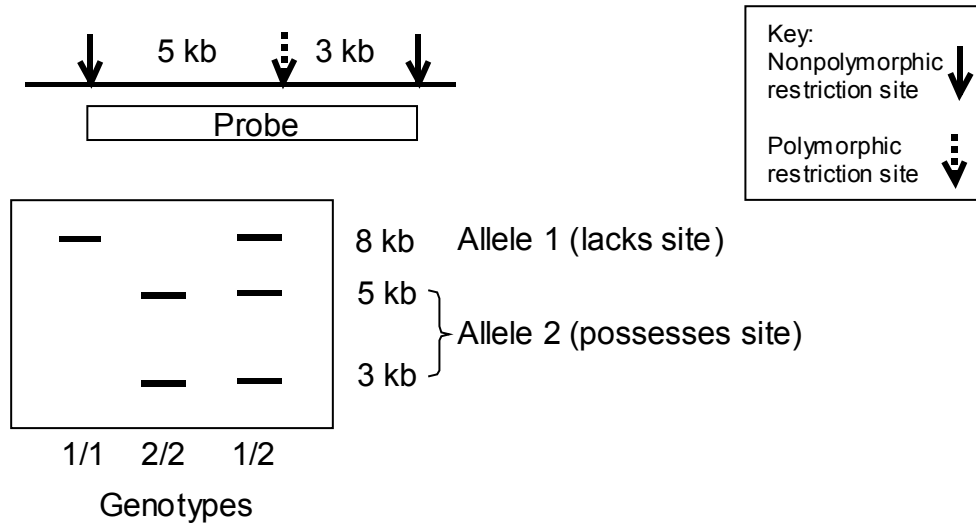 5 kb 3 kb
Probe
Key:
Nonpolymorphic
restriction site
Polymorphic
restriction site
8 kb Allele 1 (lacks site)
5 kb
Allele 2 (possesses site)
3 kb
1/1 2/2 1/2
Genotypes